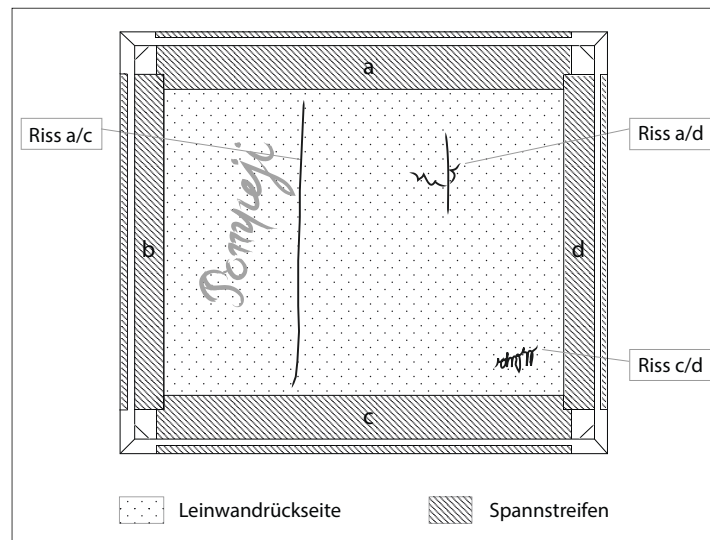 a
Riss a/c
Riss a/d
b
d
Riss c/d
c
Leinwandrückseite
Spannstreifen